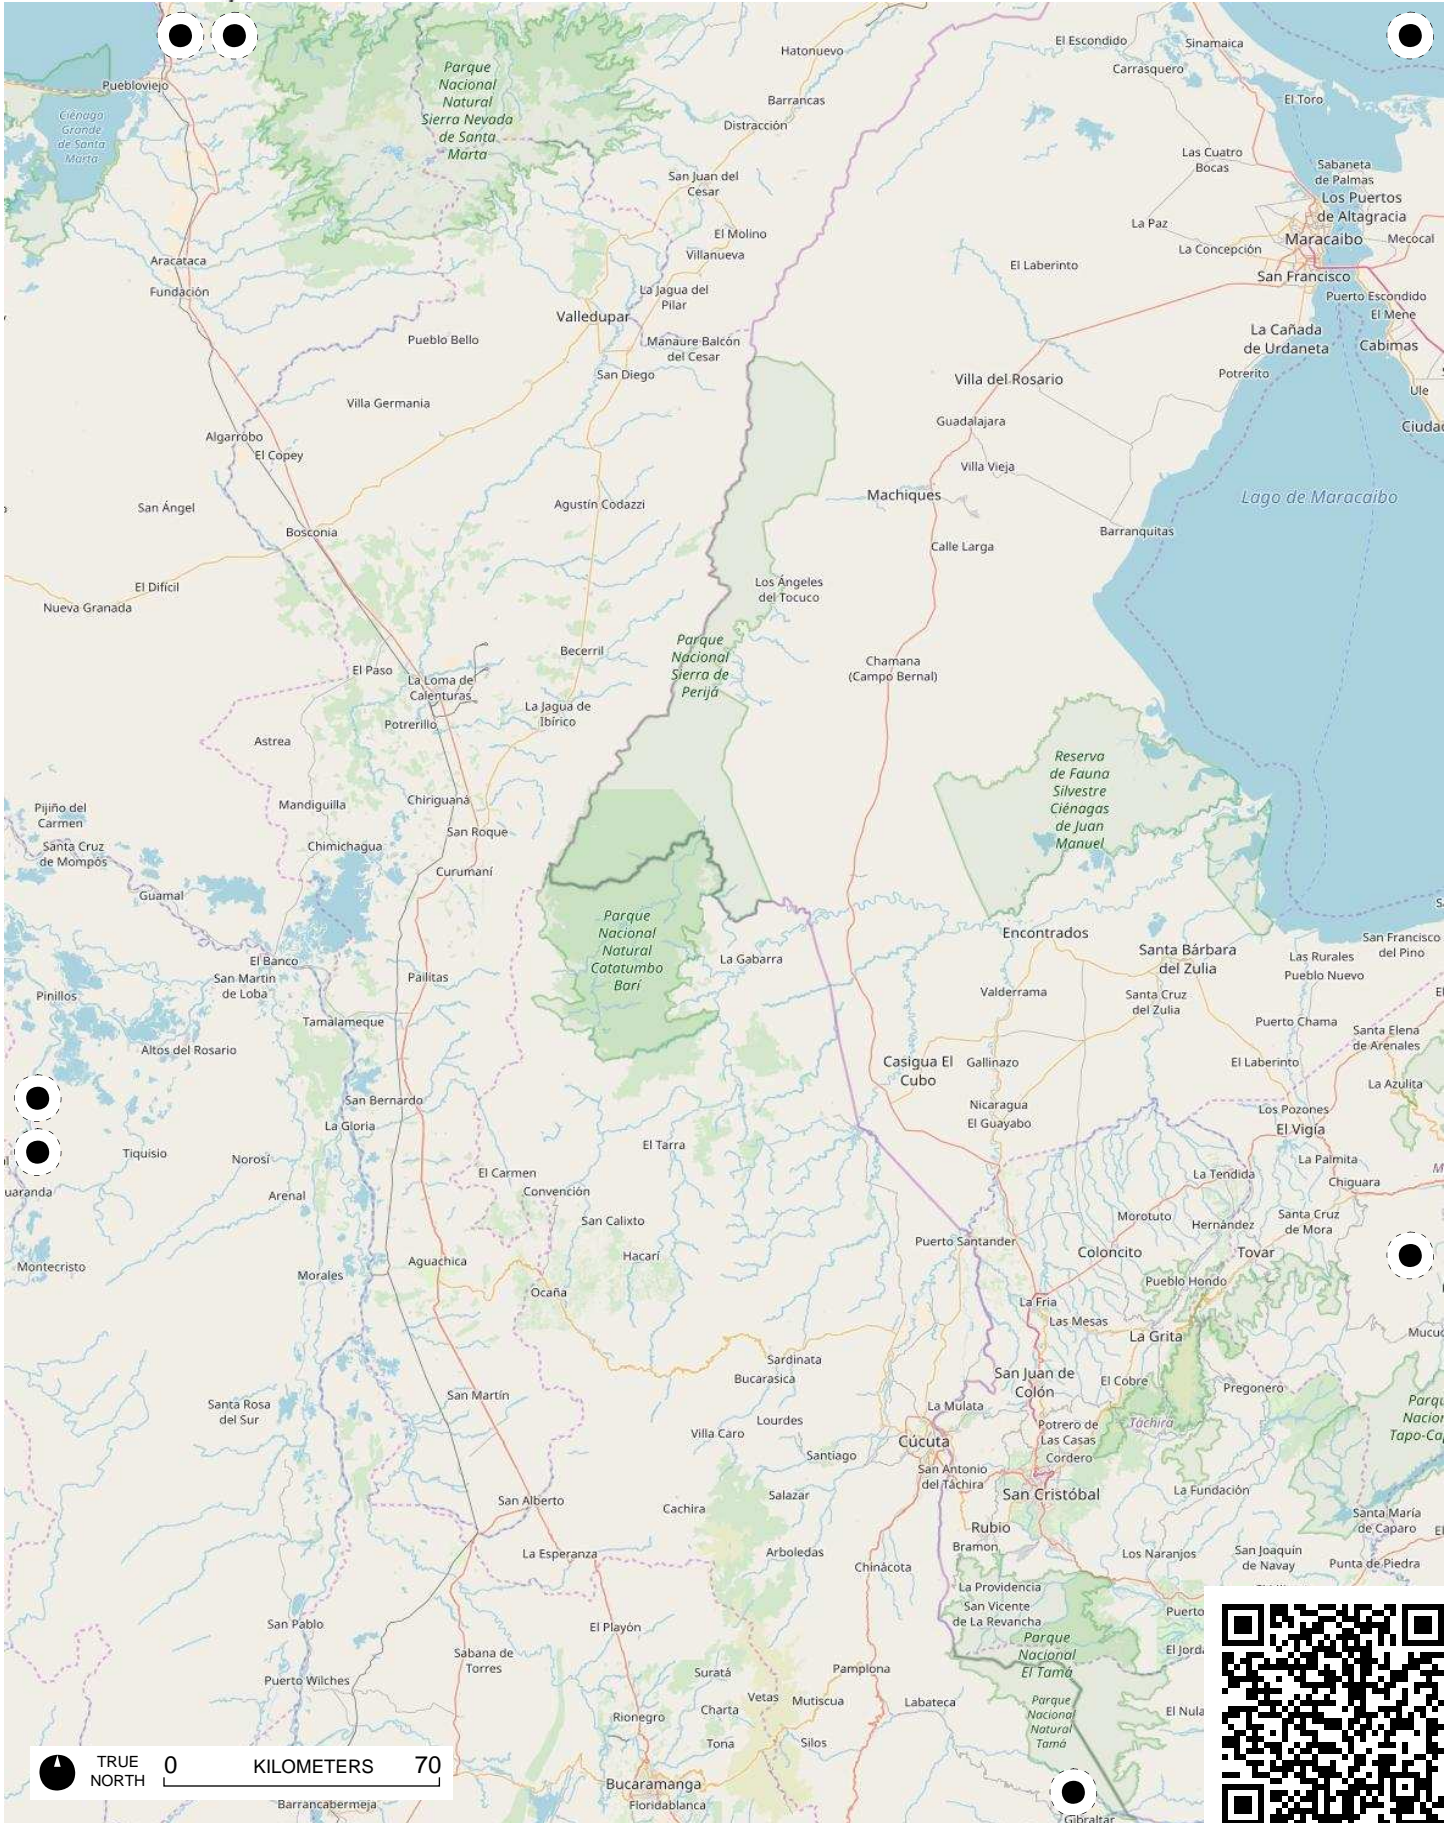 Hatonuevo
El Escondido
Sinamaica
Carrasquero
Parque
Nacional
Natural
Sierra Nevada
de Santa
Marta
Puebloviejo
Barrancas
El Toro
Ciénaga
Grande
de Santa
Marta
Distracción
Las Cuatro
Bocas
Sabaneta
de Palmas
San Juan del
Cesar
Los Puertos
de Altagracia
La Paz
El Molino
Maracaibo
Mecocal
La Concepción
Villanueva
Aracataca
El Laberinto
San Francisco
Fundación
La Jagua del
Pilar
Puerto Escondido
El Mene
Valledupar
La Cañada
de Urdaneta
Cabimas
Pueblo Bello
Manaure Balcón
del Cesar
San Diego
Villa del Rosario
Potrerito
Ule
Villa Germania
Guadalajara
Ciudad
Algarrobo
El Copey
Villa Vieja
Machiques
Lago de Maracaibo
San Ángel
Agustín Codazzi
Bosconia
Barranquitas
Calle Larga
El Difícil
Los Ángeles
del Tocuco
Nueva Granada
Parque
Nacional
Sierra de
Perijá
Becerril
Chamana
(Campo Bernal)
El Paso
La Loma de
Calenturas
La Jagua de
Ibírico
Potrerillo
Astrea
Reserva
de Fauna
Silvestre
Ciénagas
de Juan
Manuel
Mandiguilla
Chiriguaná
Pijiño del
Carmen
San Roque
Santa Cruz
de Mompós
Chimichagua
Curumaní
Guamal
Parque
Nacional
Natural
Catatumbo
Barí
Encontrados
San Francisco
del Pino
Santa Bárbara
del Zulia
La Gabarra
Las Rurales
El Banco
Pueblo Nuevo
San Martin
de Loba
Pailitas
Pinillos
Valderrama
Santa Cruz
del Zulia
Tamalameque
Puerto Chama
Santa Elena
de Arenales
Altos del Rosario
Casigua El
Cubo
Gallinazo
El Laberinto
La Azulita
San Bernardo
Nicaragua
Los Pozones
La Gloria
El Guayabo
El Vigía
El Tarra
Tiquisio
Norosí
La Palmita
El Carmen
La Tendida
Chiguara
uaranda
Arenal
Convención
San Calixto
Morotuto
Hernández
Santa Cruz
de Mora
Puerto Santander
Coloncito
Tovar
Hacarí
Montecristo
Morales
Aguachica
Pueblo Hondo
Ocaña
La Fria
Las Mesas
La Grita
Mucuc
Sardinata
Bucarasica
San Juan de
Colón
El Cobre
Pregonero
San Martín
Santa Rosa
del Sur
La Mulata
Parqu
Nacion
Tapo-Cap
Lourdes
Potrero de
Las Casas
Táchira
Villa Caro
Cúcuta
Cordero
Santiago
San Antonio
del Táchira
San Cristóbal
La Fundación
San Alberto
Cachira
Salazar
Santa María
de Caparo
Rubio
Bramon
La Esperanza
Arboledas
Los Naranjos
San Joaquin
de Navay
Punta de Piedra
Chinácota
La Providencia
San Vicente
de La Revancha
Puerto
San Pablo
El Playón
Parque
Nacional
El Tamá
El Jorda
Sabana de
Torres
Suratá
Pamplona
Puerto Wilches
Vetas
Mutiscua
Labateca
Parque
Nacional
Natural
Tamá
Charta
Rionegro
El Nula
Tona
Silos
TRUE
NORTH
0 KILOMETERS 70
Bucaramanga
Barrancabermeja
Floridablanca
Gibraltar